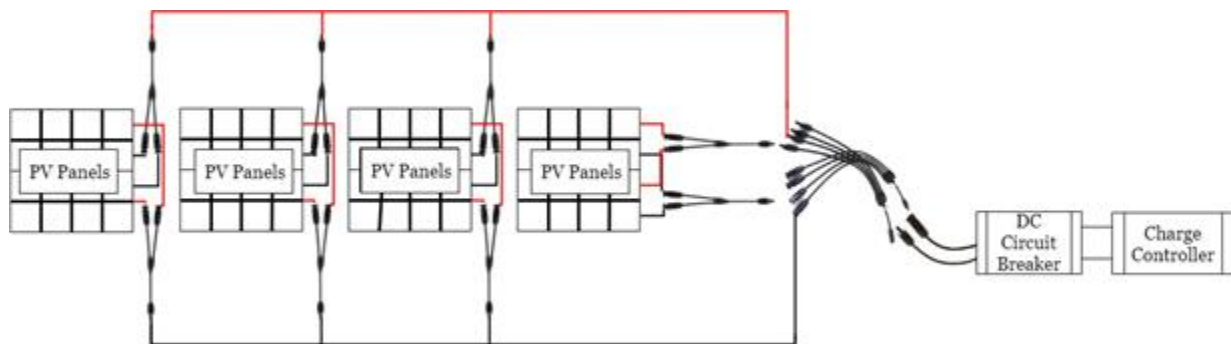 PV Panels
PV Panels
PV Panels
PV Panels
DC
Circuit
Breaker
Charge
Controller